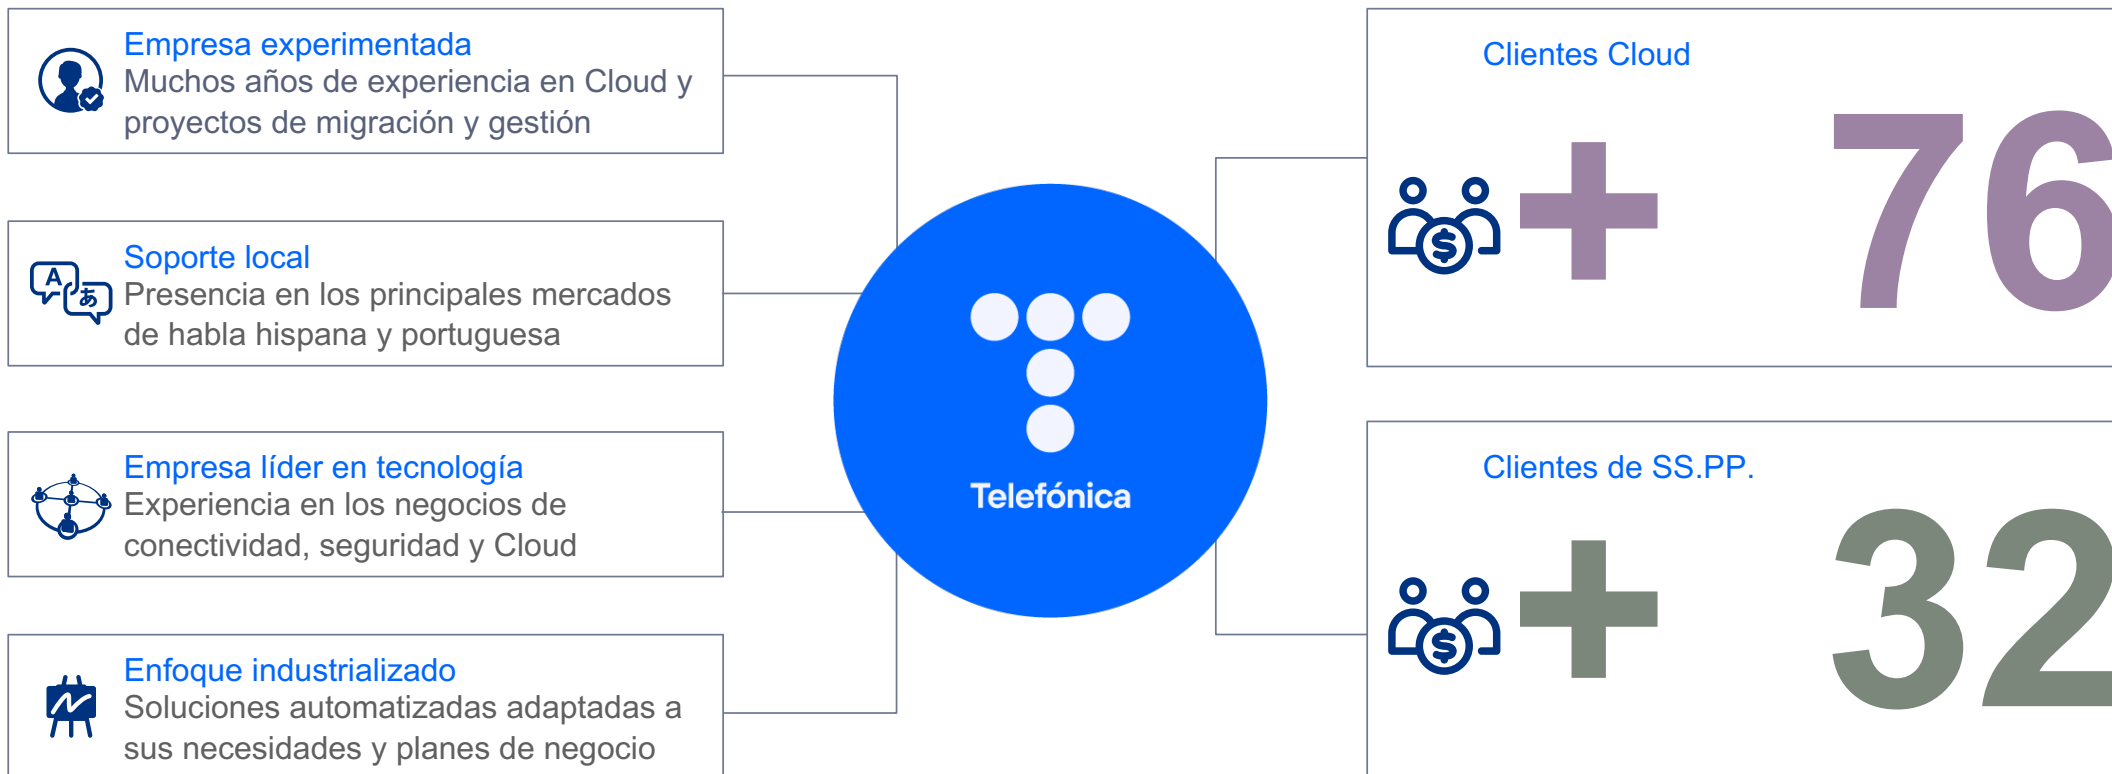 Empresa experimentada
Muchos años de experiencia en Cloud y
proyectos de migración y gestión
Soporte local
Presencia en los principales mercados
de habla hispana y portuguesa
Empresa líder en tecnología
Experiencia en los negocios de
conectividad, seguridad y Cloud
Enfoque industrializado
Soluciones automatizadas adaptadas a
sus necesidades y planes de negocio
A あ
Telefónica
Clientes Cloud
$ + 76
Clientes de SS.PP.
$ + 32